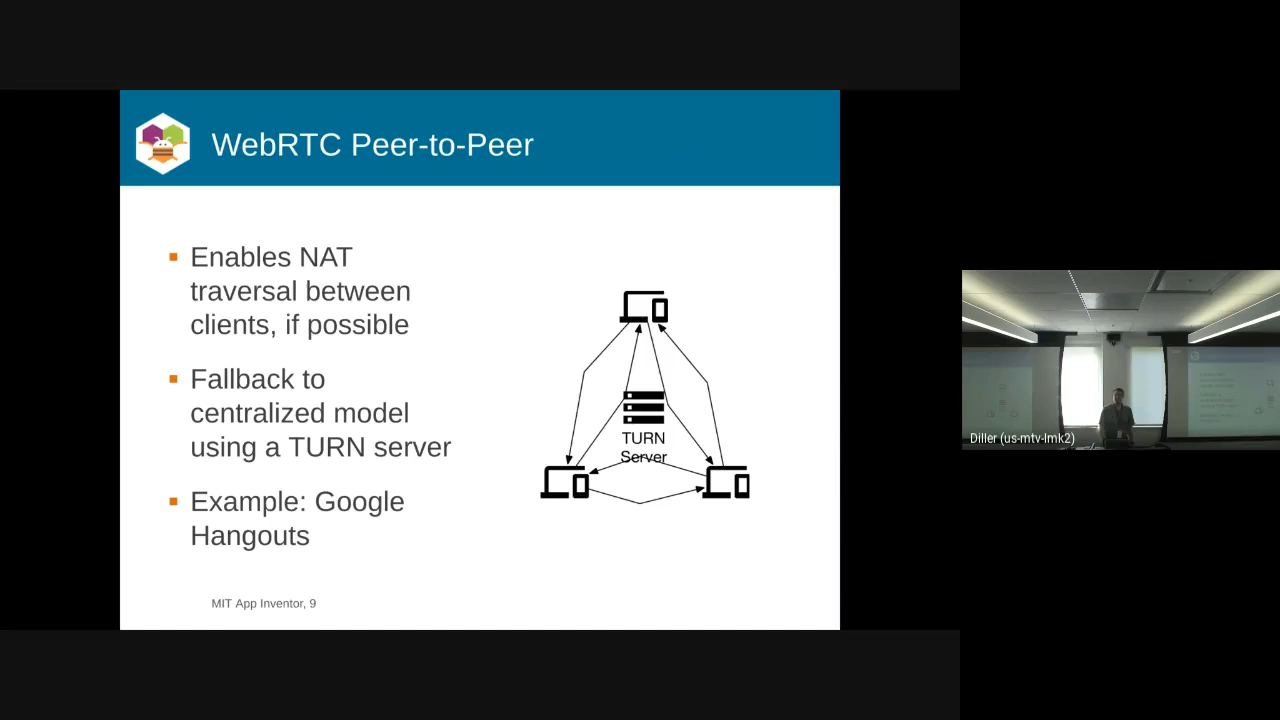 WebRTC Peer-to-Peer
Enables NAT
traversal between
clients, if possible
Fallback to
centralized model
using a TURN server
Example: Google
Hangouts
TURN
Server
MIT App Inventor, 9
Diller (us-mtv-lmk2)